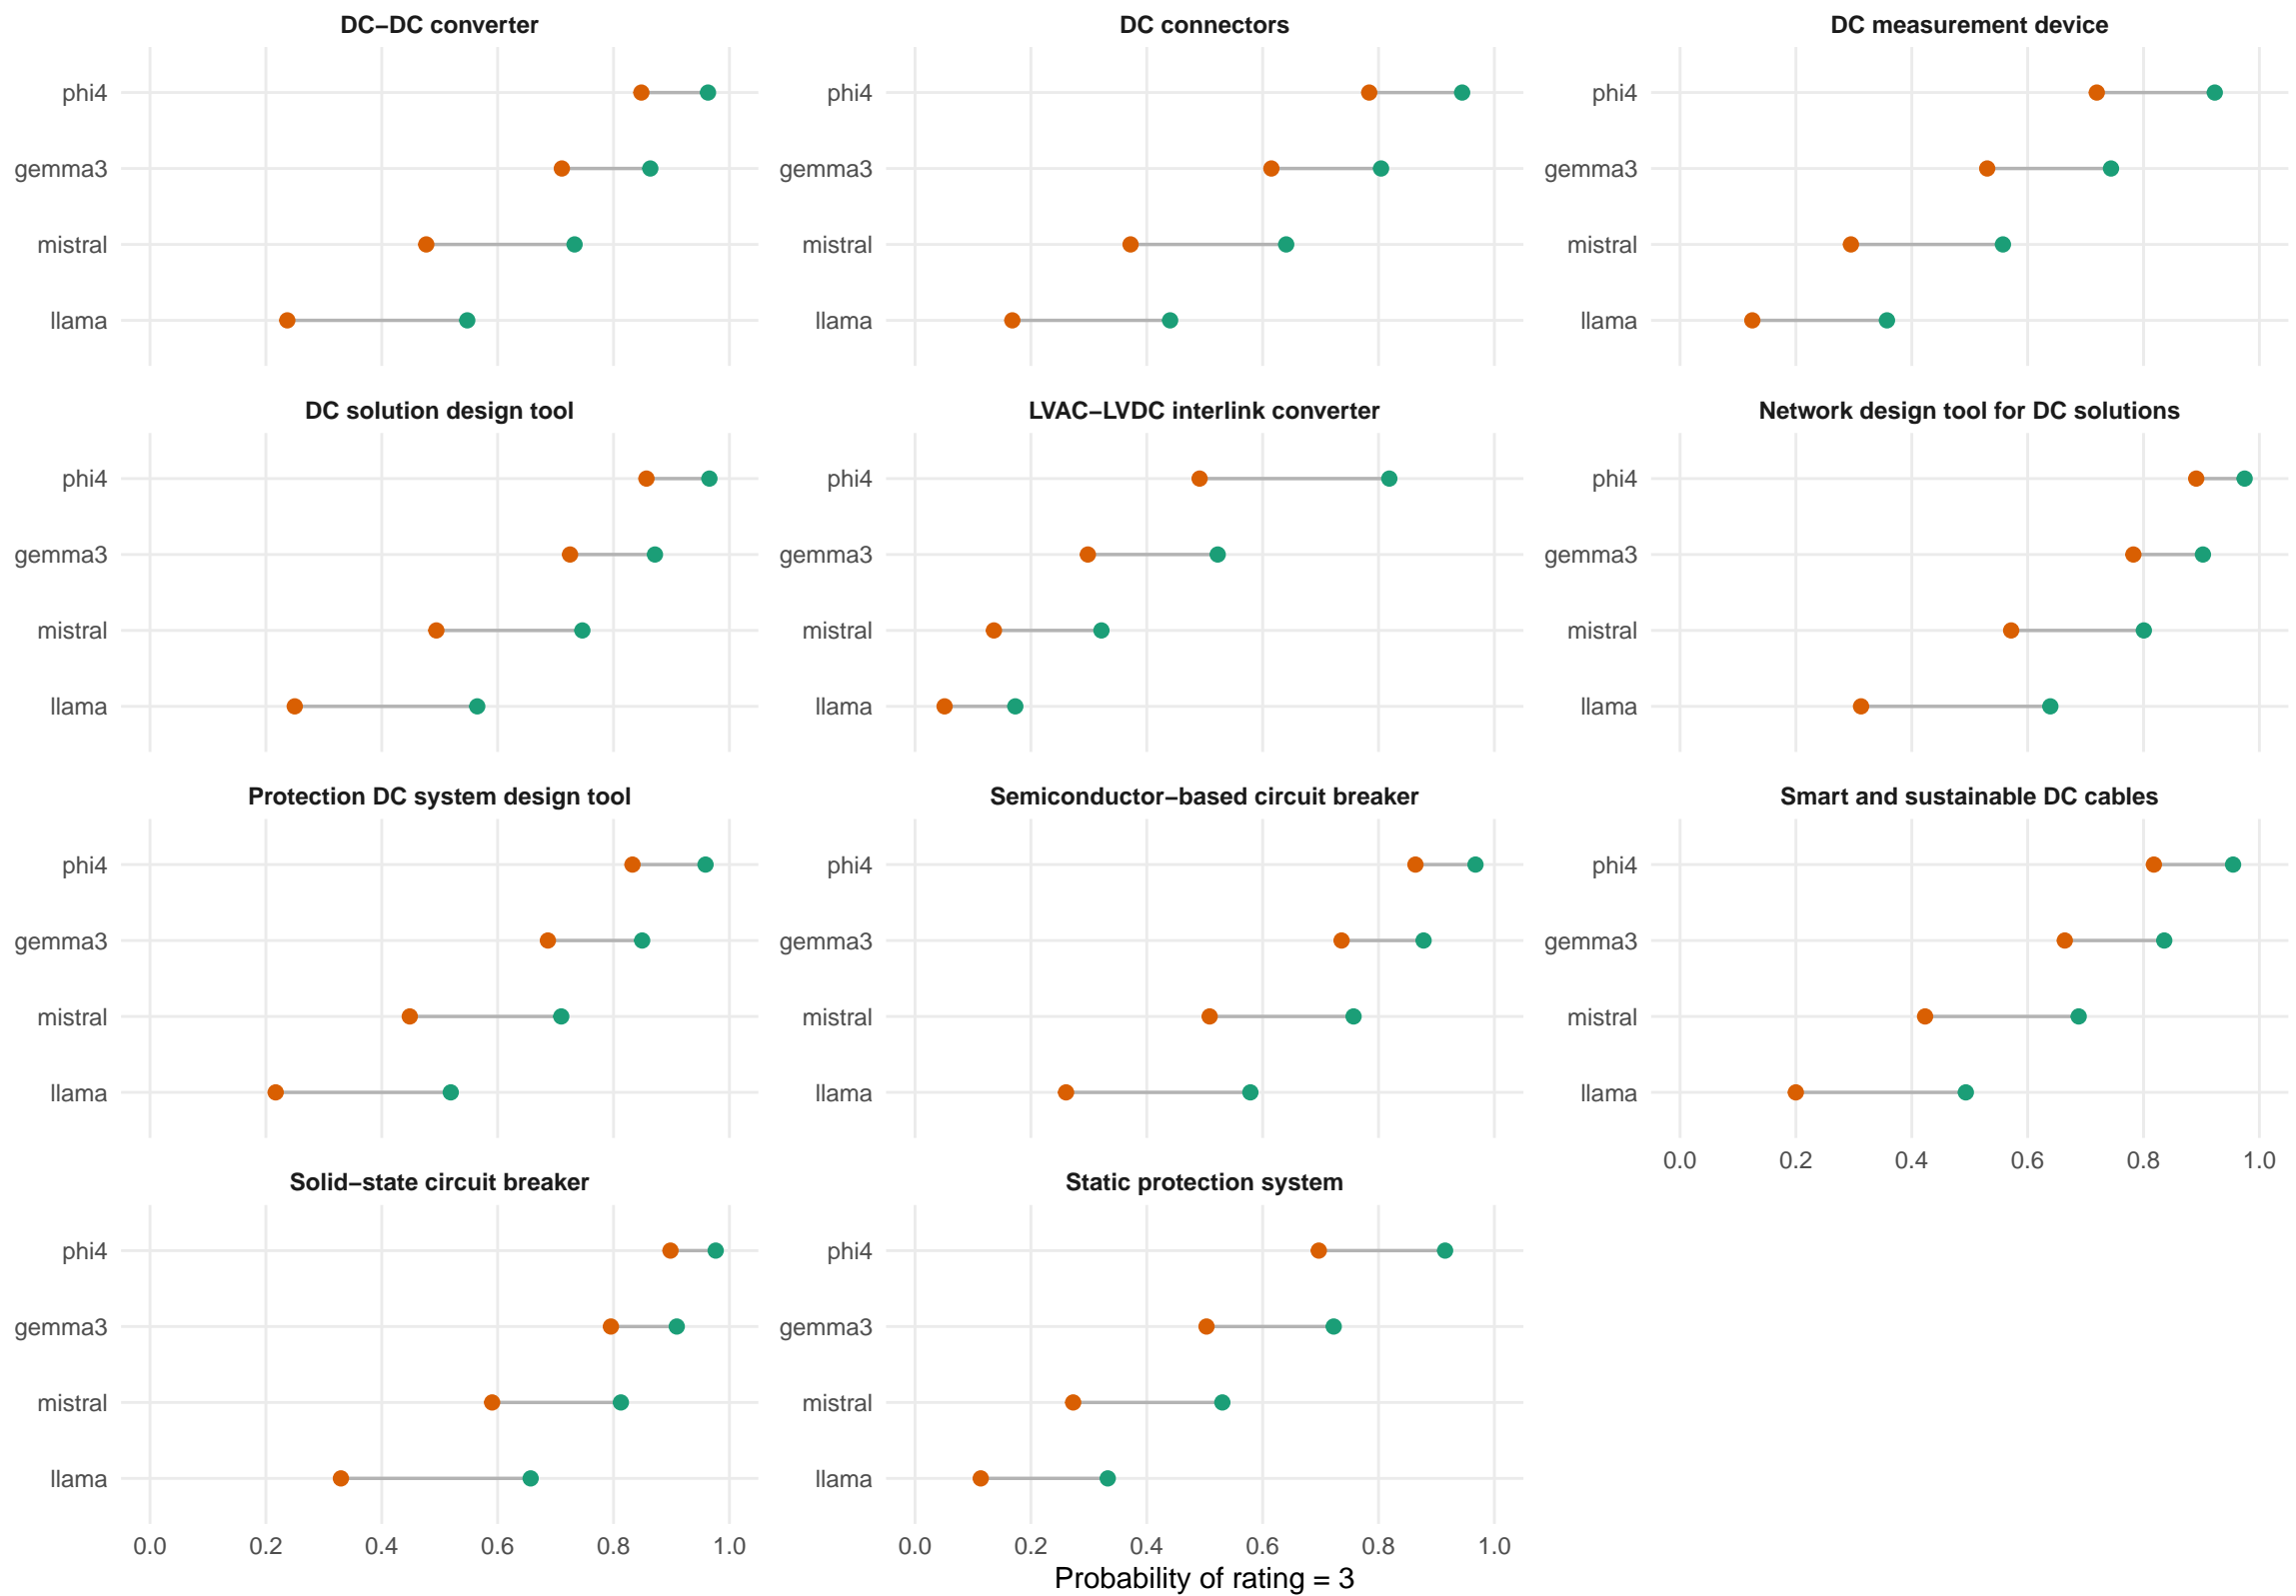 DC−DC converter
DC connectors
DC measurement device
phi4
gemma3
mistral
llama
phi4
gemma3
mistral
llama
phi4
gemma3
mistral
llama
DC solution design tool
LVAC−LVDC interlink converter
Network design tool for DC solutions
phi4
gemma3
mistral
llama
phi4
gemma3
mistral
llama
phi4
gemma3
mistral
llama
Protection DC system design tool
Semiconductor−based circuit breaker
Smart and sustainable DC cables
phi4
gemma3
mistral
llama
phi4
gemma3
mistral
llama
phi4
gemma3
mistral
llama
0.0 0.2 0.4 0.6 0.8 1.0
Solid−state circuit breaker
Static protection system
phi4
gemma3
mistral
llama
phi4
gemma3
mistral
llama
0.0 0.2 0.4 0.6 0.8 1.0
0.0 0.2 0.4 0.6 0.8 1.0
Probability of rating = 3